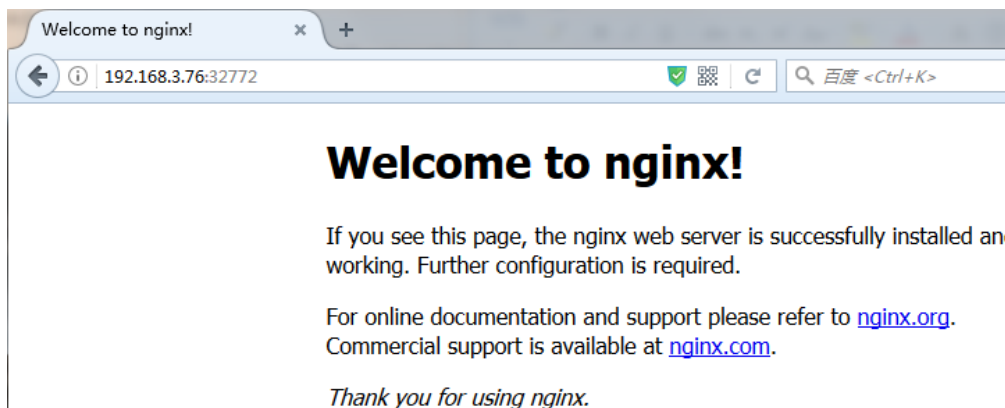 Welcome to nginx!
192.168.3.76:32772
百度 <Ctrl+K>
Welcome to nginx!
If you see this page, the nginx web server is successfully installed an
working. Further configuration is required.
For online documentation and support please refer to nginx.org.
Commercial support is available at nginx.com.
Thank you for using nginx.